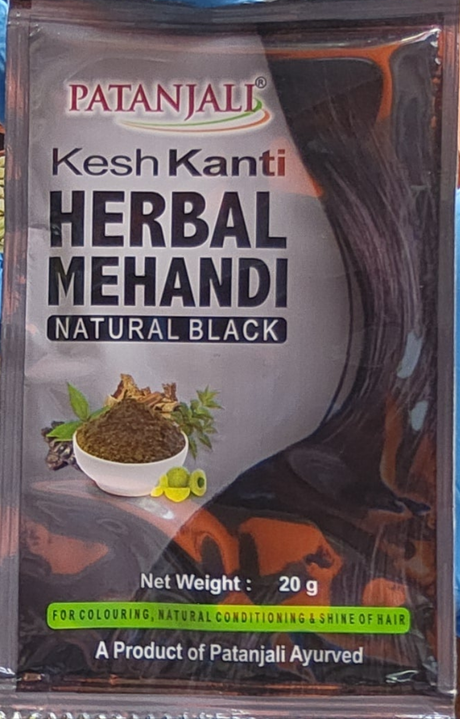 PATANJALI®
Kesh Kanti
HERBAL
MEHANDI
NATURAL BLACK
Net Weight : 20 g
FOR COLOURING, NATURAL CONDITIONING & SHINE OF HAIR
A Product of Patanjali Ayurved